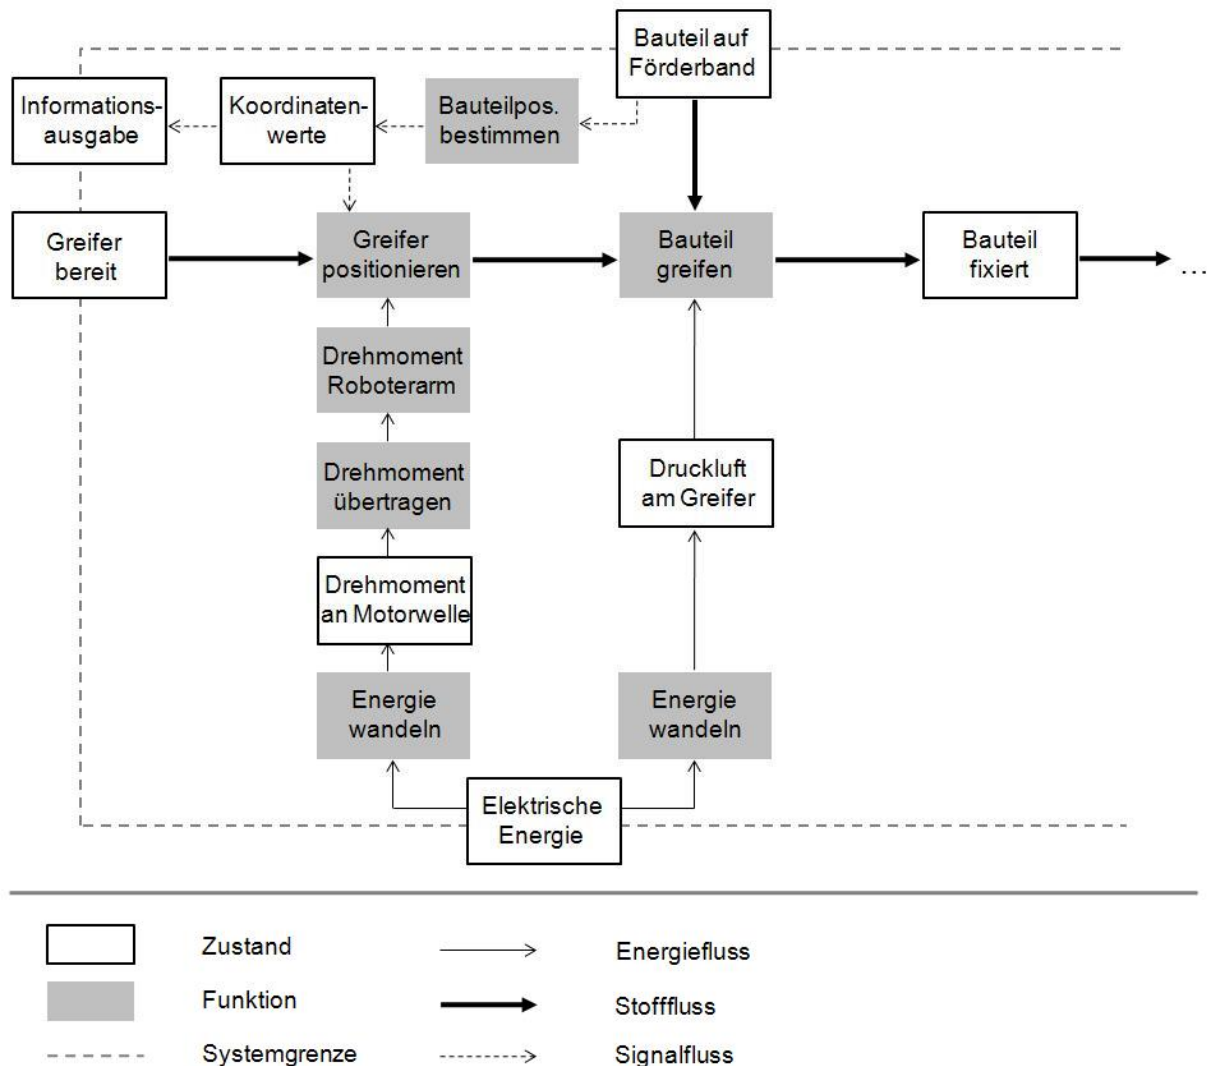 Bauteil auf
Förderband
Informations-
ausgabe
Koordinaten-
werte
Bauteilpos.
bestimmen
Greifer
bereit
Greifer
positionieren
Bauteil
greifen
Bauteil
fixiert
...
Drehmoment
Roboterarm
Drehmoment
übertragen
Druckluft
am Greifer
Drehmoment
an Motorwelle
Energie
wandeln
Energie
wandeln
Elektrische
Energie
Zustand
Energiefluss
Funktion
Stofffluss
Systemgrenze
Signalfluss